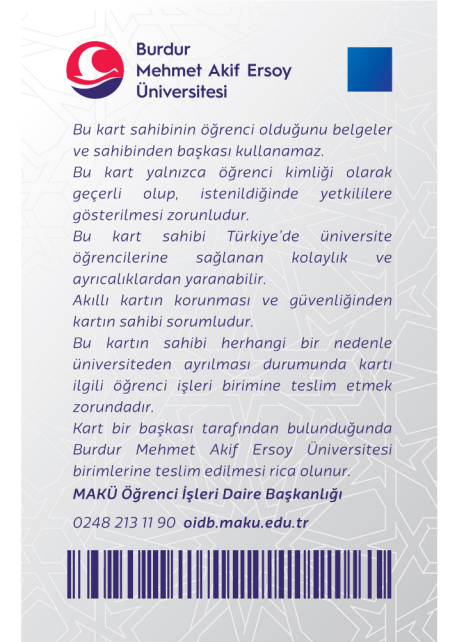 Burdur
Mehmet Akif Ersoy
Üniversitesi
Bu kart sahibinin öğrenci olduğunu belgeler
ve sahibinden başkası kullanamaz.
Bu kart yalnızca öğrenci kimliği olarak
geçerli olup, istenildiğinde yetkililere
gösterilmesi zorunludur.
Bu kart sahibi Türkiye’de üniversite
öğrencilerine sağlanan kolaylık ve
ayrıcalıklardan yaranabilir.
Akıllı kartın korunması ve güvenliğinden
kartın sahibi sorumludur.
Bu kartın sahibi herhangi bir nedenle
üniversiteden ayrılması durumunda kartı
ilgili öğrenci işleri birimine teslim etmek
zorundadır.
Kart bir başkası tarafından bulunduğunda
Burdur Mehmet Akif Ersoy Üniversitesi
birimlerine teslim edilmesi rica olunur.
MAKÜ Öğrenci İşleri Daire Başkanlığı
0248 213 11 90 oidb.maku.edu.tr